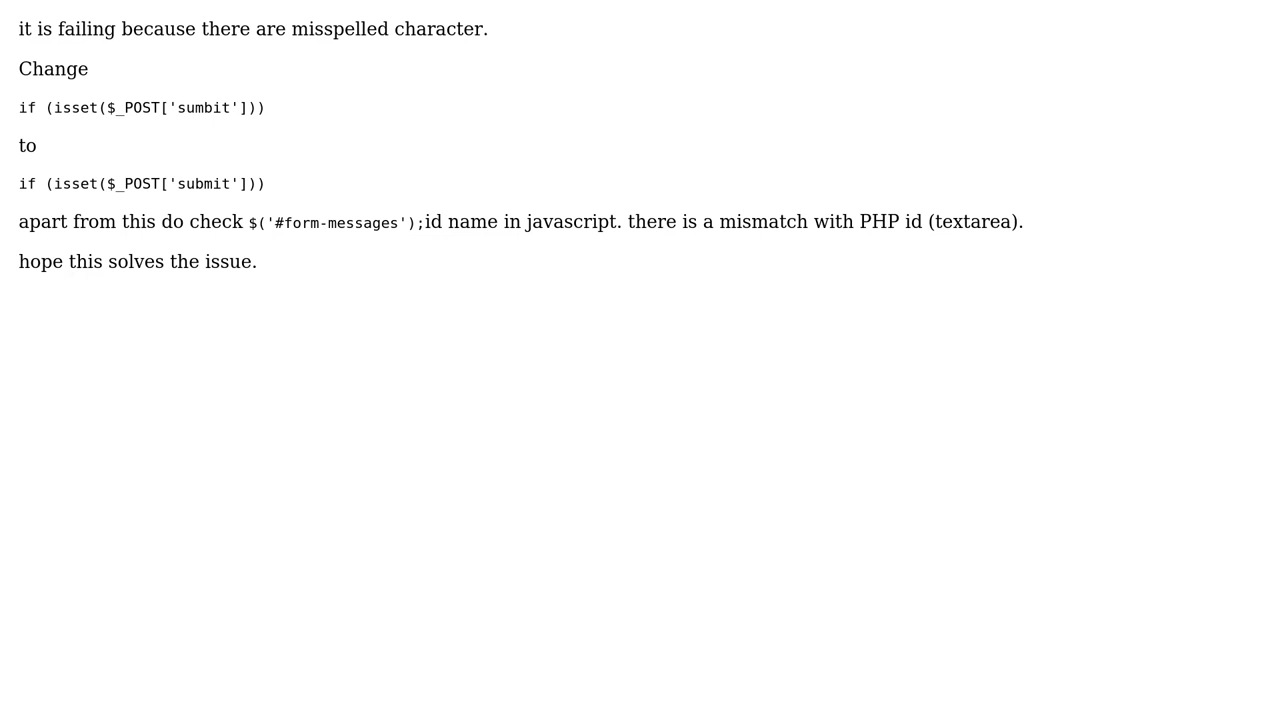 it is failing because there are misspelled character.
Change
if (isset($_POST['sumbit']))
to
if (isset($_POST['submit']))
apart from this do check $('#form-messages');id name in javascript. there is a mismatch with PHP id (textarea).
hope this solves the issue.